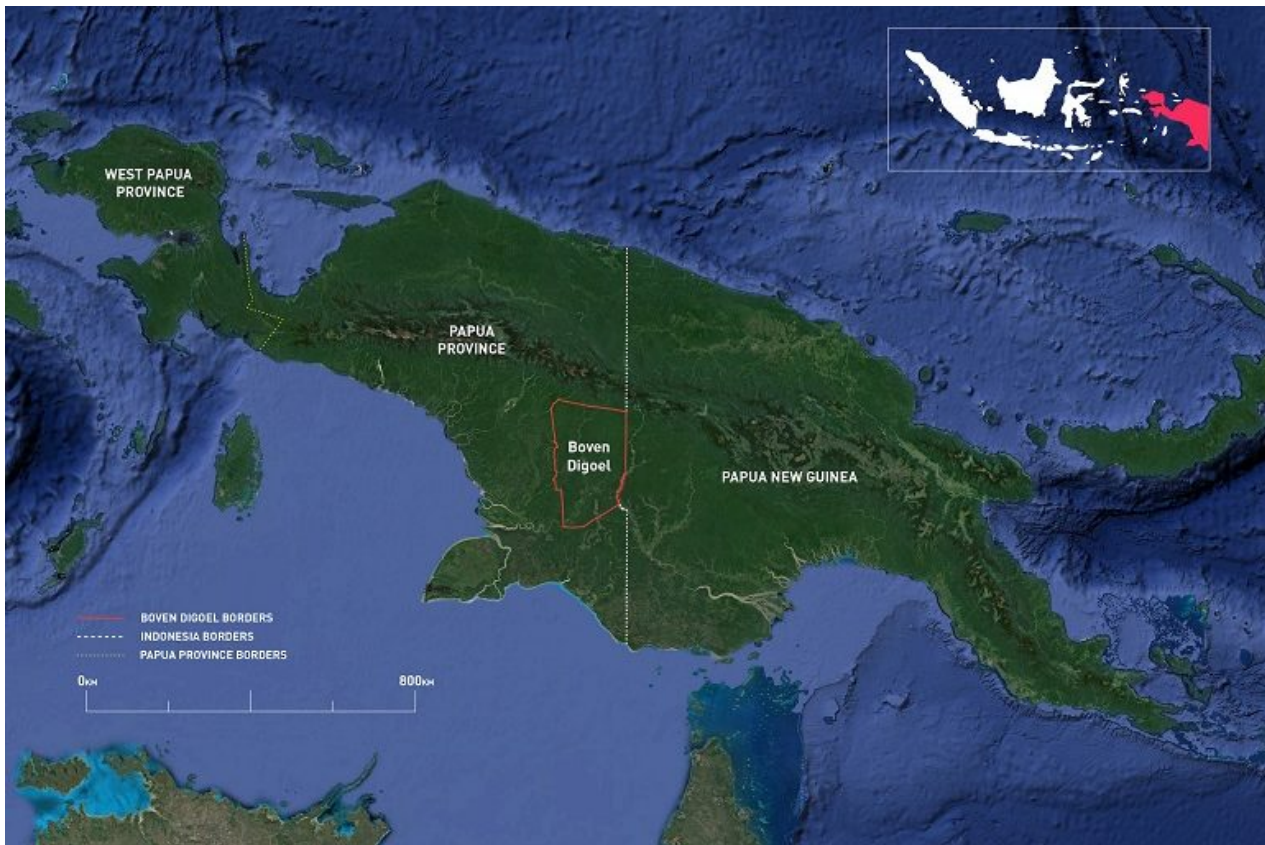 WEST PAPUA
PROVINCE
PAPUA
PROVINCE
Boven
Digoel
PAPUA NEW GUINEA
BOVEN DIGOEL BORDERS
INDONESIA BORDERS
PAPUA PROVINCE BORDERS
0KM 800KM